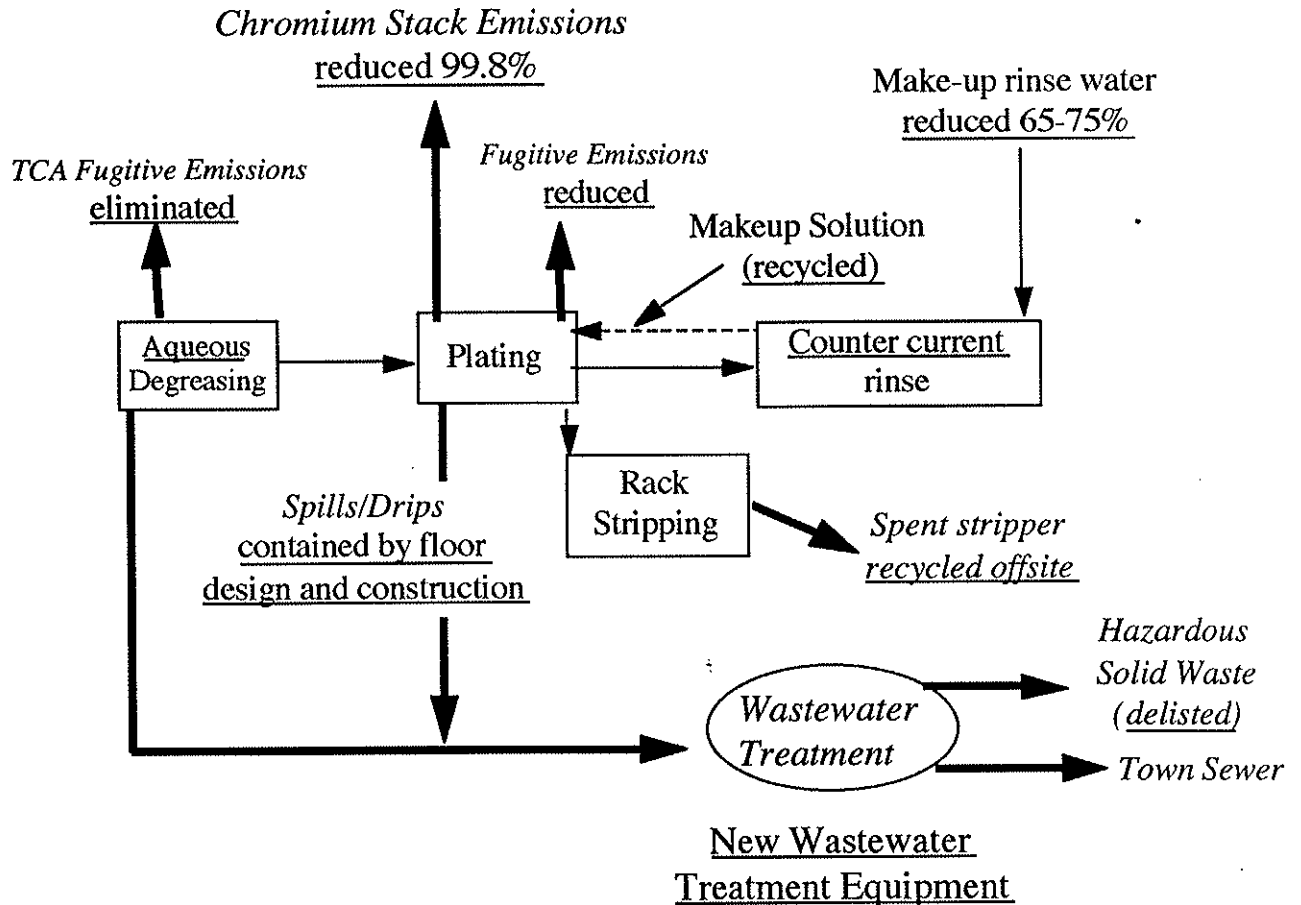 Chromium Stack Emissions
reduced 99.8%
Make-up rinse water
reduced 65-75%
TCA Fugitive Emissions
eliminated
Fugitive Emissions
reduced
Makeup Solution
(recycled)
Aqueous
Degreasing
Plating
Counter current
rinse
Rack
Stripping
Spills/Drips
contained by floor
design and construction
Spent stripper
recycled offsite
Hazardous
Solid Waste
(delisted)
Wastewater
Treatment
Town Sewer
New Wastewater
Treatment Equipment